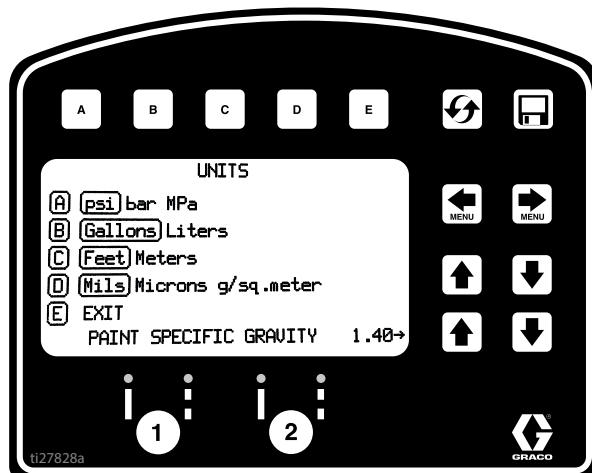 A B C D E
UNITS
A psi bar MPa
B Gallons Liters
C Feet Meters
D Mils Microns g/sq.meter
E EXIT
PAINT SPECIFIC GRAVITY 1.40→
MENU MENU
1 2
ti27828a
GRACO